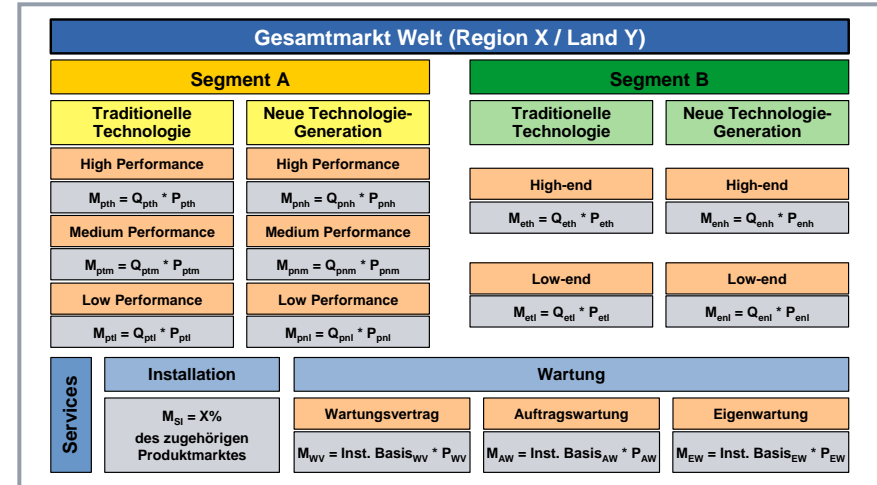 Gesamtmarkt Welt (Region X / Land Y)
Segment A
Segment B
Traditionelle
Technologie
Neue Technologie-
Generation
Traditionelle
Technologie
Neue Technologie-
Generation
High Performance
High Performance
M_pth = Q_pth * P_pth
M_pnh = Q_pnh * P_pnh
Medium Performance
Medium Performance
M_ptm = Q_ptm * P_ptm
M_pnm = Q_pnm * P_pnm
Low Performance
Low Performance
M_ptl = Q_ptl * P_ptl
M_pnl = Q_pnl * P_pnl
High-end
High-end
M_eth = Q_eth * P_eth
M_enh = Q_enh * P_enh
Low-end
Low-end
M_etl = Q_etl * P_etl
M_enl = Q_enl * P_enl
Services
Installation
Wartung
M_SI = X%
des zugehörigen
Produktmarktes
Wartungsvertrag
Auftragswartung
Eigenwartung
M_WV = Inst. Basis_WV * P_WV
M_AW = Inst. Basis_AW * P_AW
M_EW = Inst. Basis_EW * P_EW